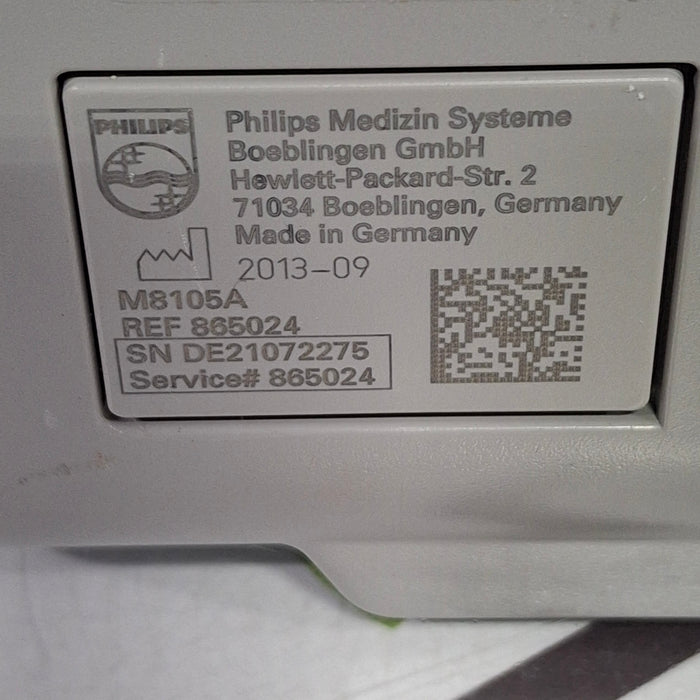 PHILIPS
Philips Medizin Systeme
Boeblingen GmbH
Hewlett-Packard-Str. 2
71034 Boeblingen, Germany
Made in Germany
2013-09
M8105A
REF 865024
SN DE21072275
Service# 865024